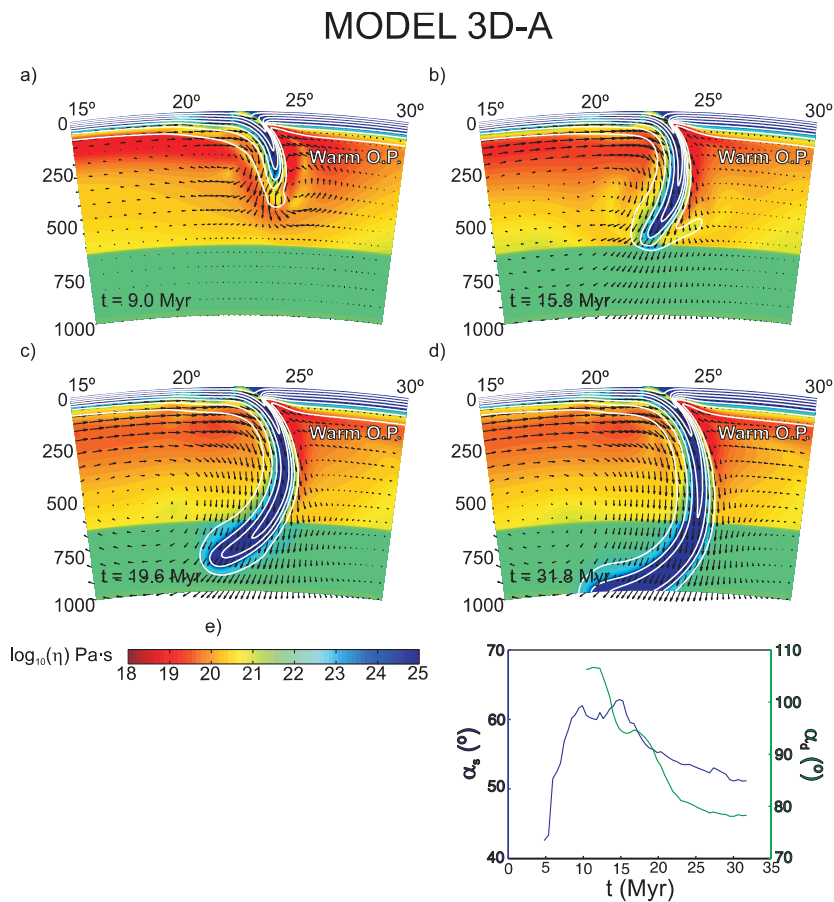 MODEL 3D-A
a)
b)
15º 20º 25º 30º
15º 20º 25º 30º
0
250
500
750
1000
Warm O.P.
t = 9.0 Myr
0
250
500
750
1000
Warm O.P.
t = 15.8 Myr
c)
d)
15º 20º 25º 30º
15º 20º 25º 30º
0
250
500
750
1000
Warm O.P.
t = 19.6 Myr
0
250
500
750
1000
Warm O.P.
t = 31.8 Myr
e)
log₁₀(η) Pa·s
18 19 20 21 22 23 24 25
70
60
50
40
αs (º)
110
100
90
80
70
αd (º)
0 5 10 15 20 25 30 35
t (Myr)